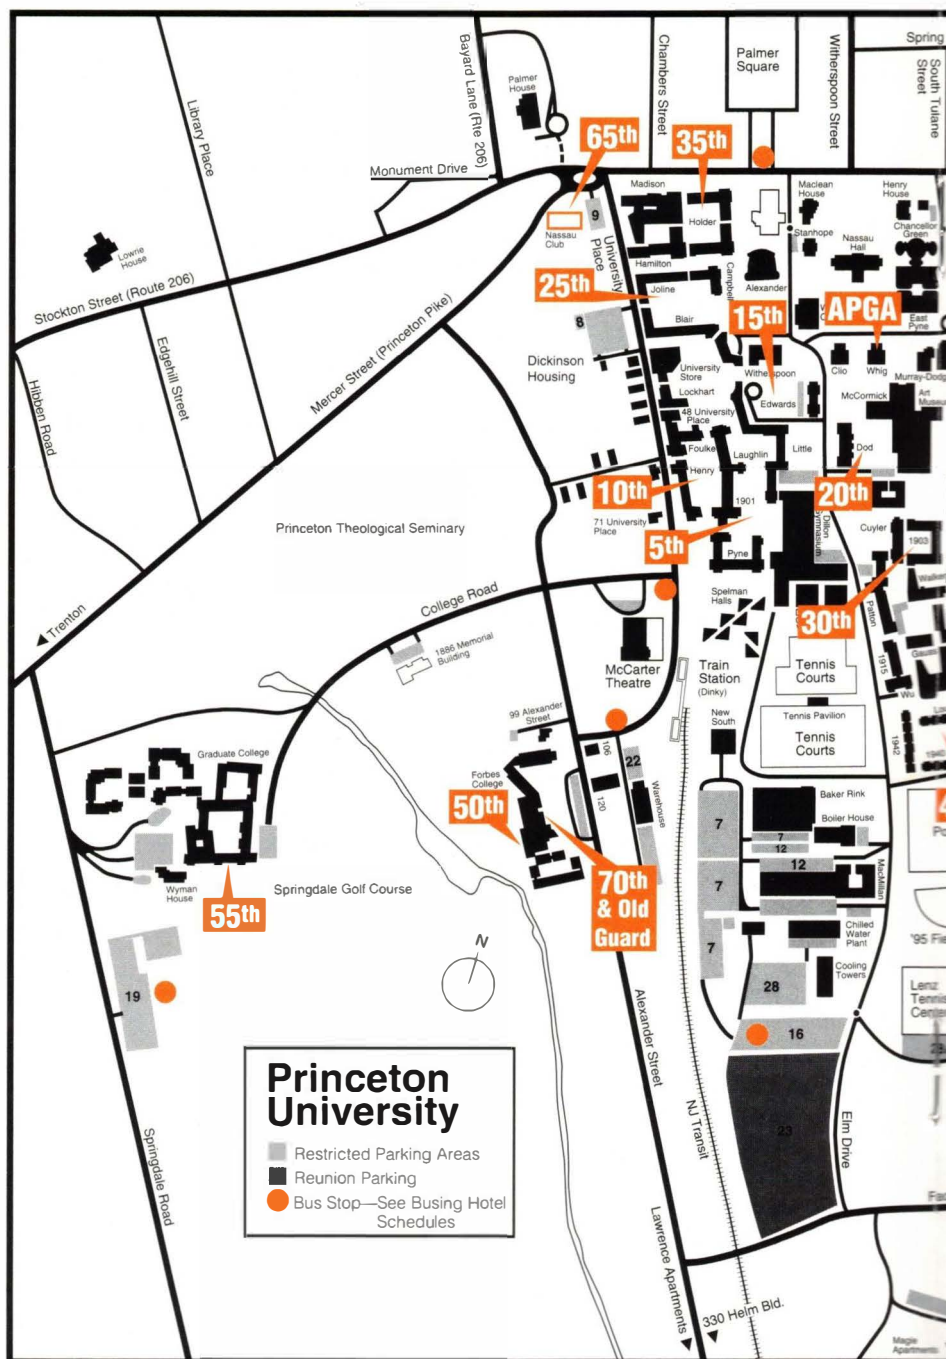 Spring
South Tulane
Street
Witherspoon Street
Palmer
Square
Chambers Street
Bayard Lane (Rte 206)
Palmer
House
Library Place
65th
35th
Monument Drive
Madison
Maclean
House
Henry
House
9
Holder
Chancellor
Green
Nassau
Club
University
Place
Stanhope
Nassau
Hall
Lowrie
House
Hamilton
Campbell
Alexander
Stockton Street (Route 206)
25th
Joline
15th
APGA
East
Pyne
8
Blair
Mercer Street (Princeton Pike)
Edgehill Street
Hibben Road
Dickinson
Housing
University
Store
Witherspoon
Clio
Whig
Murray-Dodg
Lockhart
Edwards
McCormick
Art
Museu
48 University
Place
Foulke
Laughlin
Little
Dod
Henry
10th
20th
1901
Dillon
Gymnasium
Princeton Theological Seminary
71 University
Place
5th
Cuyler
1903
Pyne
Walker
College Road
Spelman
Halls
30th
Patton
Trenton
1886 Memorial
Building
McCarter
Theatre
Train
Station
(Dinky)
Tennis
Courts
1915
Gauss
Wu
99 Alexander
Street
New
South
Tennis Pavilion
Tennis
Courts
1942
Graduate College
106
22
Warehouse
Forbes
College
50th
120
Baker Rink
Boiler House
7
7
12
12
4
Po
MacMillan
70th
& Old
Guard
7
Wyman
House
55th
Springdale Golf Course
Chilled
Water
Plant
'95 Fie
N
7
Cooling
Towers
19
28
Lenz
Tennis
Center
Alexander Street
16
Princeton
University
Restricted Parking Areas
Reunion Parking
Bus Stop—See Busing Hotel
Schedules
23
NJ Transit
Elm Drive
Springdale Road
Lawrence Apartments
330 Helm Bld.
Magie
Apartments